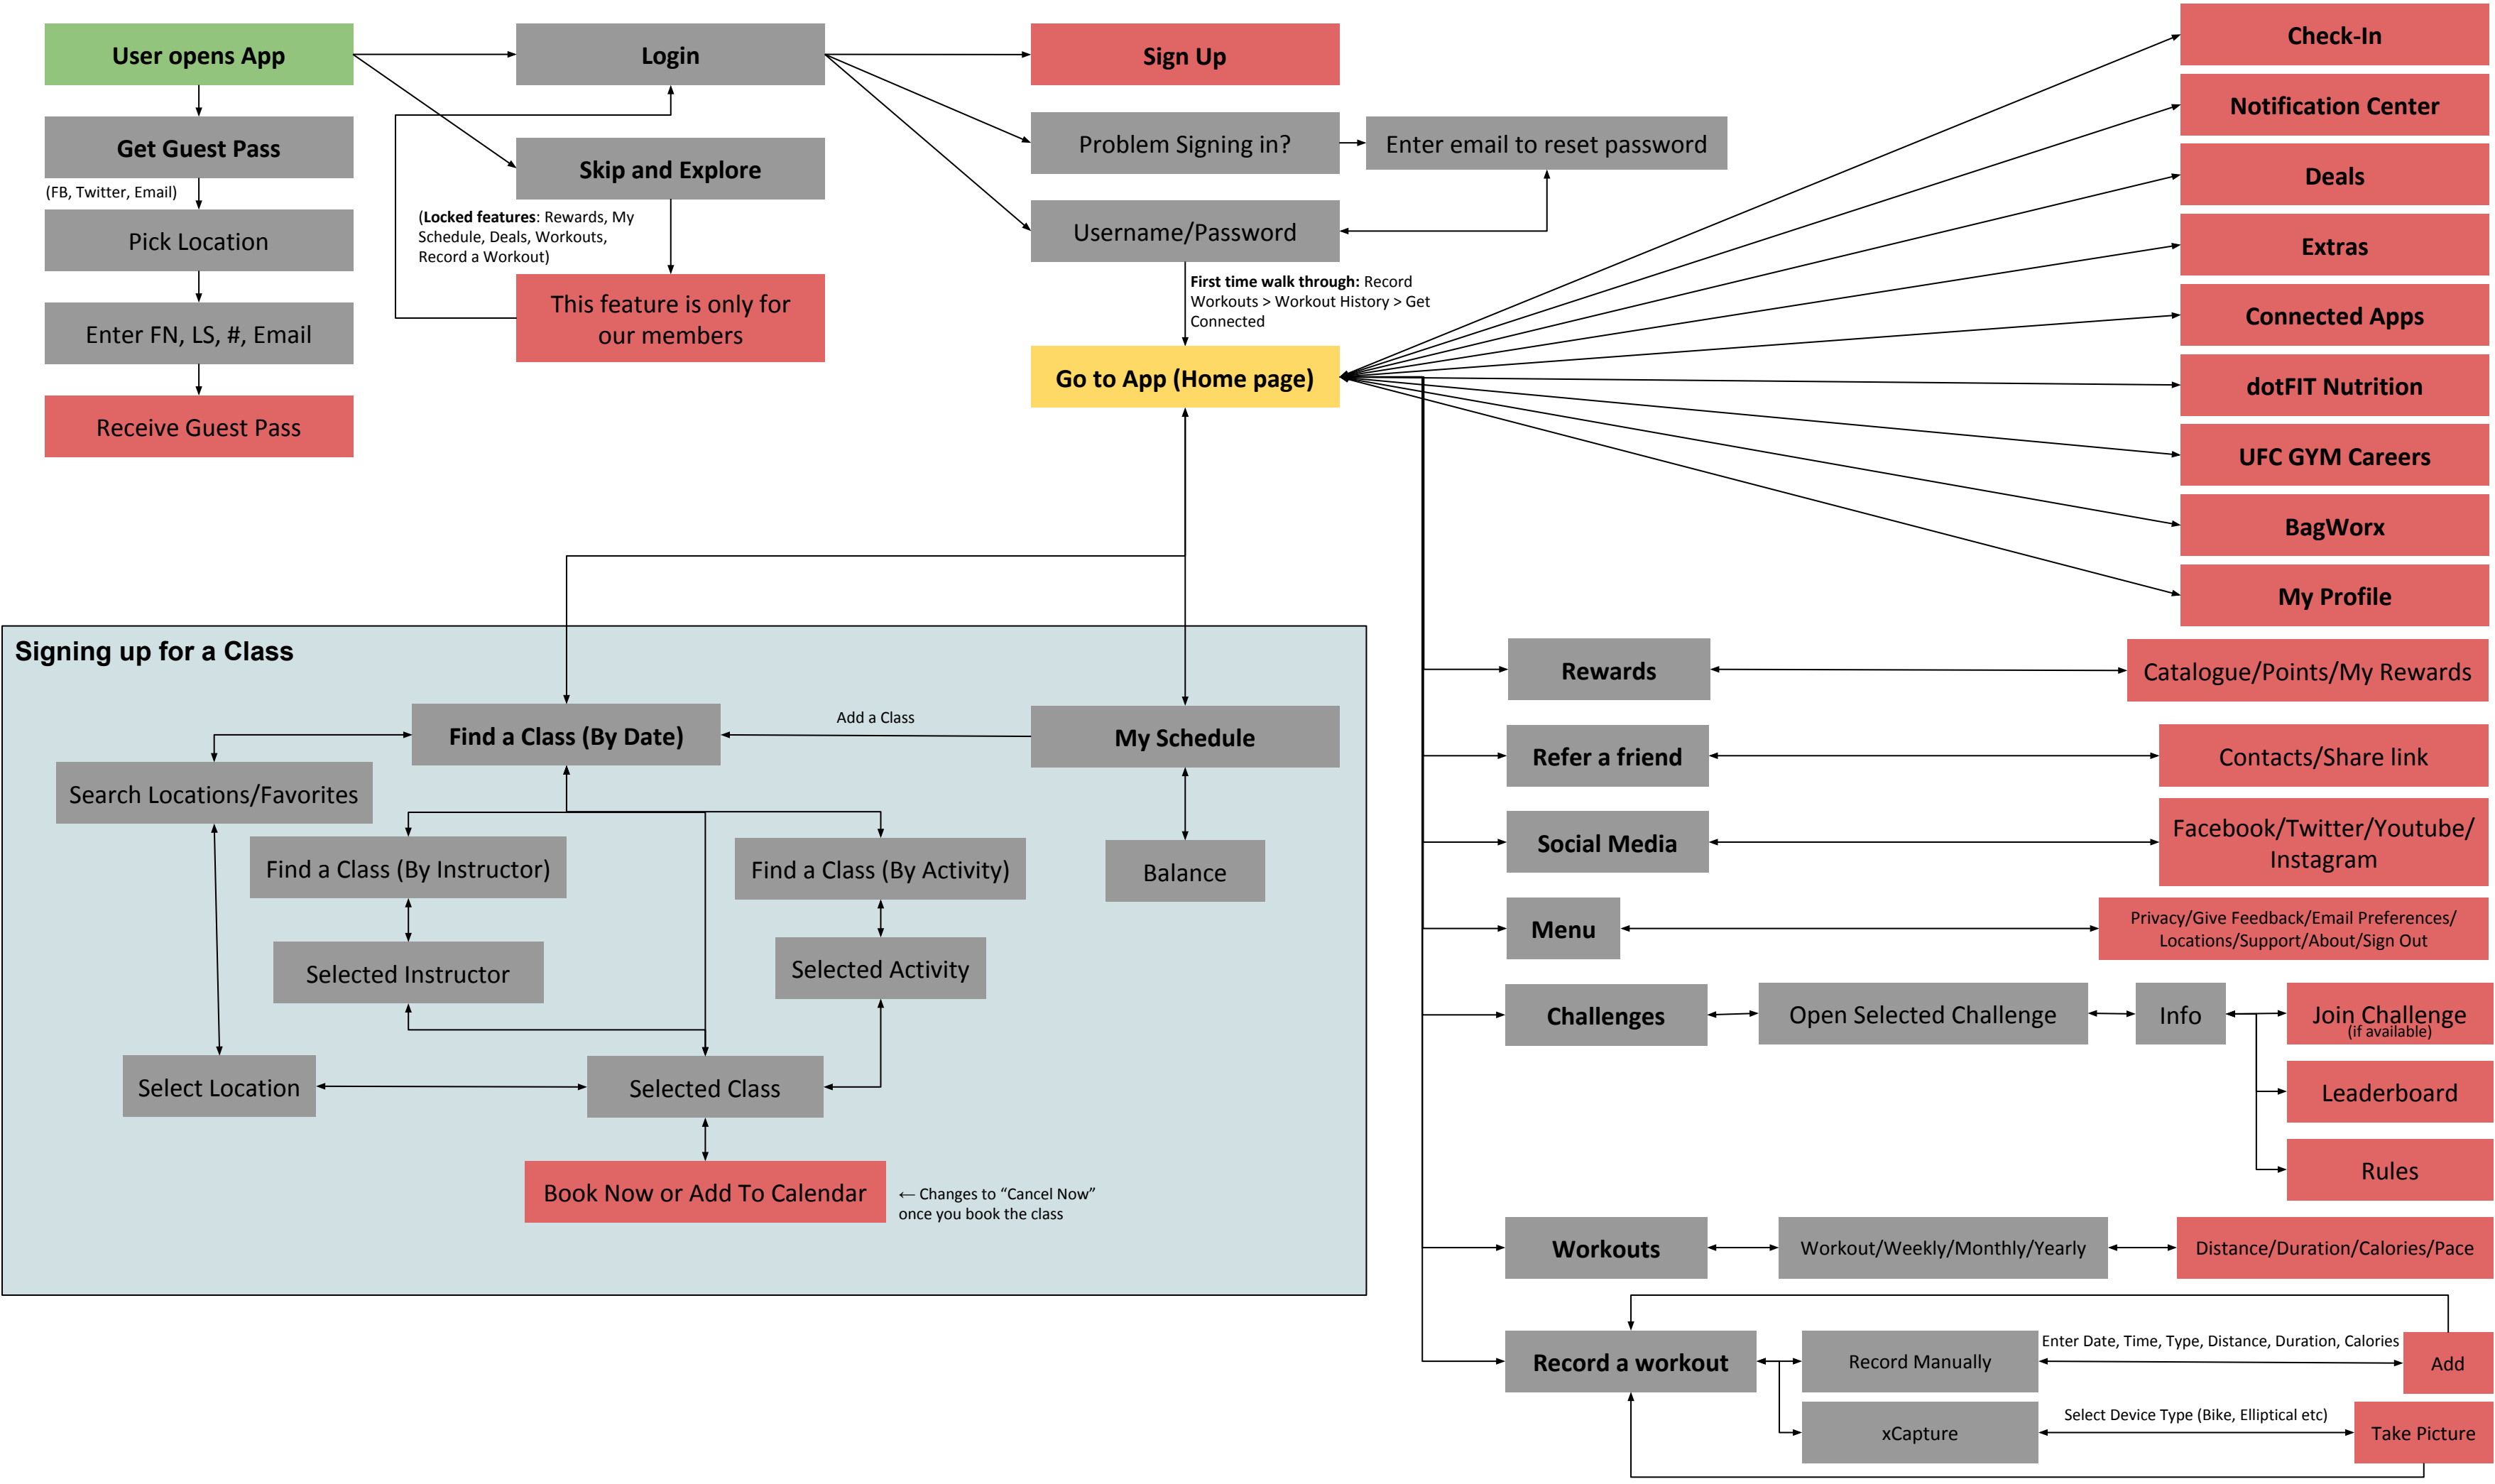 User opens App
Login
Sign Up
Check-In
Notification Center
Get Guest Pass
Problem Signing in?
Enter email to reset password
Skip and Explore
Deals
(FB, Twitter, Email)
Pick Location
(Locked features: Rewards, My
Schedule, Deals, Workouts,
Record a Workout)
Username/Password
Extras
First time walk through: Record
Workouts > Workout History > Get
Connected
Enter FN, LS, #, Email
This feature is only for
our members
Connected Apps
Go to App (Home page)
dotFIT Nutrition
Receive Guest Pass
UFC GYM Careers
BagWorx
My Profile
Signing up for a Class
Find a Class (By Date)
Add a Class
My Schedule
Search Locations/Favorites
Find a Class (By Instructor)
Find a Class (By Activity)
Balance
Selected Instructor
Selected Activity
Select Location
Selected Class
Book Now or Add To Calendar
← Changes to “Cancel Now”
once you book the class
Rewards
Catalogue/Points/My Rewards
Refer a friend
Contacts/Share link
Social Media
Facebook/Twitter/Youtube/
Instagram
Menu
Privacy/Give Feedback/Email Preferences/
Locations/Support/About/Sign Out
Challenges
Open Selected Challenge
Info
Join Challenge
(if available)
Leaderboard
Rules
Workouts
Workout/Weekly/Monthly/Yearly
Distance/Duration/Calories/Pace
Record a workout
Record Manually
Enter Date, Time, Type, Distance, Duration, Calories
Add
xCapture
Select Device Type (Bike, Elliptical etc)
Take Picture